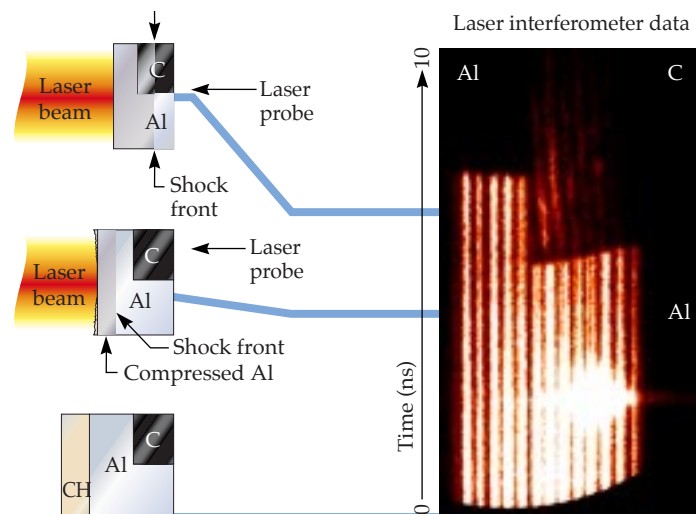 Laser interferometer data
C
Laser
beam
Al
Laser
probe
Shock
front
10
Al
C
Laser
beam
C
Al
Laser
probe
Shock front
Compressed Al
Al
Time (ns)
C
Al
CH
0